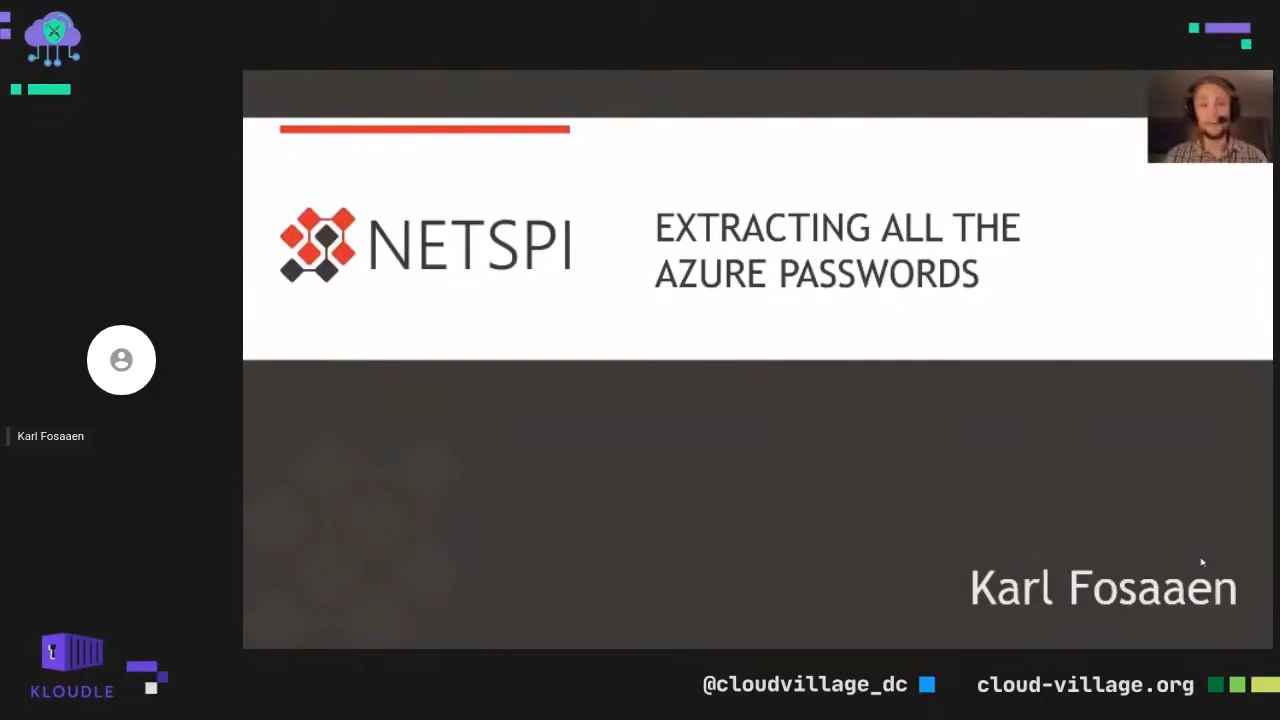 NETSPI
EXTRACTING ALL THE
AZURE PASSWORDS
Karl Fosaaen
Karl Fosaaen
KLOUDLE
@cloudvillage_dc
cloud-village.org